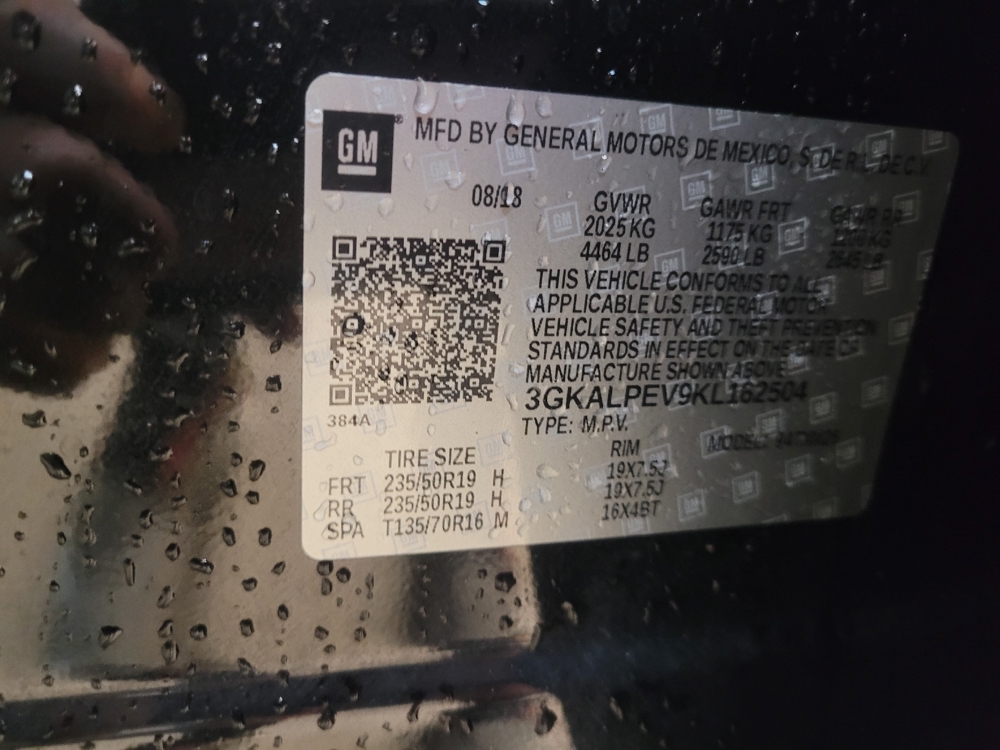 GM
MFD BY GENERAL MOTORS DE MEXICO, S. DE R.L. DE C.V.
08/18
GVWR GAWR FRT GAWR RR
2025 KG 1175 KG
4464 LB 2590 LB
THIS VEHICLE CONFORMS TO ALL
APPLICABLE U.S. FEDERAL MOTOR
VEHICLE SAFETY AND THEFT PREVENTION
STANDARDS IN EFFECT ON THE DATE OF
MANUFACTURE SHOWN ABOVE
3GKALPEV9KL162504
384A
TYPE: M.P.V. MODEL:
TIRE SIZE RIM
FRT 235/50R19 H 19X7.5J
RR 235/50R19 H 19X7.5J
SPA T135/70R16 M 16X4BT